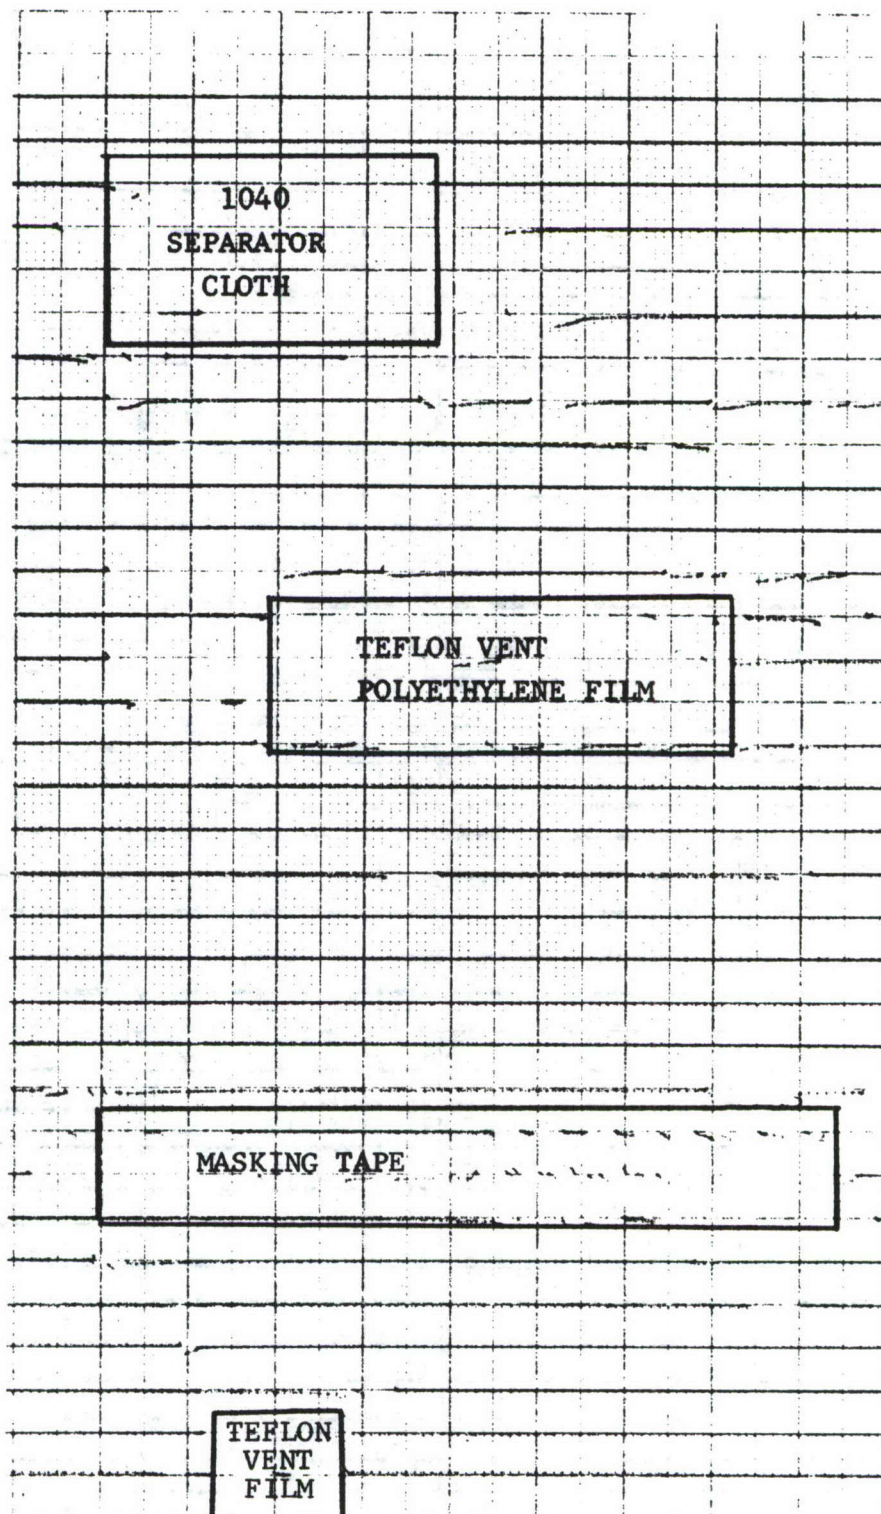 1040
SEPARATOR
CLOTH
TEFLON VENT
POLYETHYLENE FILM
MASKING TAPE
TEFLON
VENT
FILM